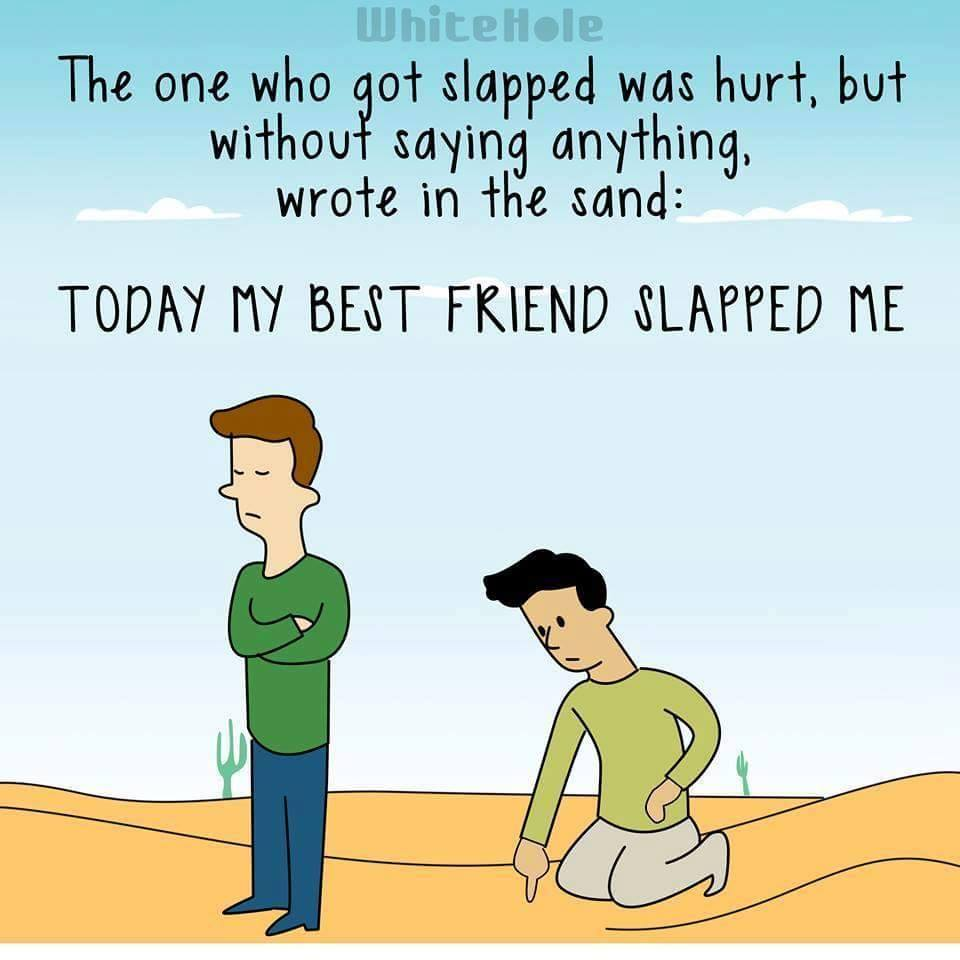 WhiteHole
The one who got slapped was hurt, but
without saying anything,
wrote in the sand:
TODAY MY BEST FRIEND SLAPPED ME